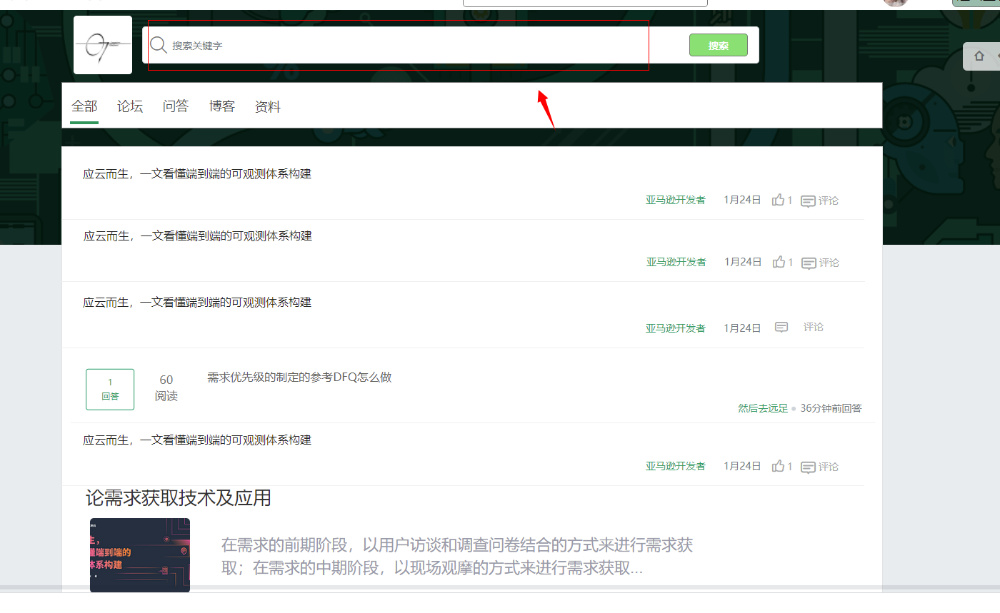 搜索关键字
搜索
全部 论坛 问答 博客 资料
应云而生，一文看懂端到端的可观测体系构建
亚马逊开发者 1月24日 1 评论
应云而生，一文看懂端到端的可观测体系构建
亚马逊开发者 1月24日 1 评论
应云而生，一文看懂端到端的可观测体系构建
亚马逊开发者 1月24日 评论
1
回答
60
阅读
需求优先级的制定的参考DFQ怎么做
然后去远足 36分钟前回答
应云而生，一文看懂端到端的可观测体系构建
亚马逊开发者 1月24日 1 评论
论需求获取技术及应用
生，
懂端到端的
体系构建
在需求的前期阶段，以用户访谈和调查问卷结合的方式来进行需求获
取；在需求的中期阶段，以现场观摩的方式来进行需求获取...